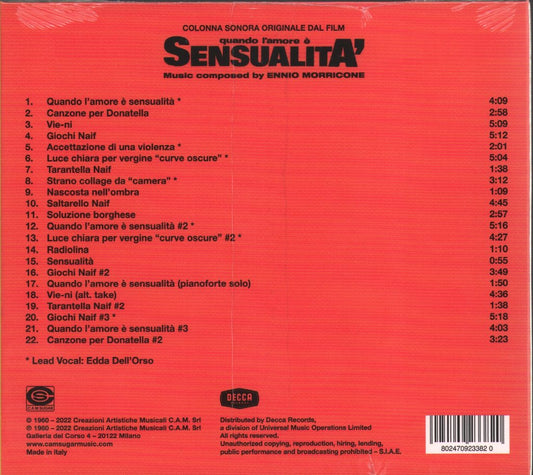 COLONNA SONORA ORIGINALE DAL FILM
quando l'amore è
SENSUALITA'
Music composed by ENNIO MORRICONE
1. Quando l'amore è sensualità * 4:09
2. Canzone per Donatella 2:58
3. Vie-ni 5:09
4. Giochi Naif 5:12
5. Accettazione di una violenza * 2:01
6. Luce chiara per vergine “curve oscure” * 5:04
7. Tarantella Naif 1:38
8. Strano collage da “camera” * 3:12
9. Nascosta nell'ombra 1:09
10. Saltarello Naif 4:45
11. Soluzione borghese 2:57
12. Quando l'amore è sensualità #2 * 5:16
13. Luce chiara per vergine “curve oscure” #2 * 4:27
14. Radiolina 1:10
15. Sensualità 0:55
16. Giochi Naif #2 3:49
17. Quando l'amore è sensualità (pianoforte solo) 1:50
18. Vie-ni (alt. take) 4:36
19. Tarantella Naif #2 1:38
20. Giochi Naif #3 * 5:18
21. Quando l'amore è sensualità #3 4:03
22. Canzone per Donatella #2 3:23
* Lead Vocal: Edda Dell'Orso
CAM SUGAR
DECCA
℗ 1960 – 2022 Creazioni Artistiche Musicali C.A.M. Srl
© 1960 – 2022 Creazioni Artistiche Musicali C.A.M. Srl
Galleria del Corso 4 – 20122 Milano
www.camsugarmusic.com
Made in Italy
Distributed by Decca Records,
a division of Universal Music Operations Limited
All rights reserved.
Unauthorized copying, reproduction, hiring, lending,
public performance and broadcasting prohibited – S.I.A.E.
8024709233820